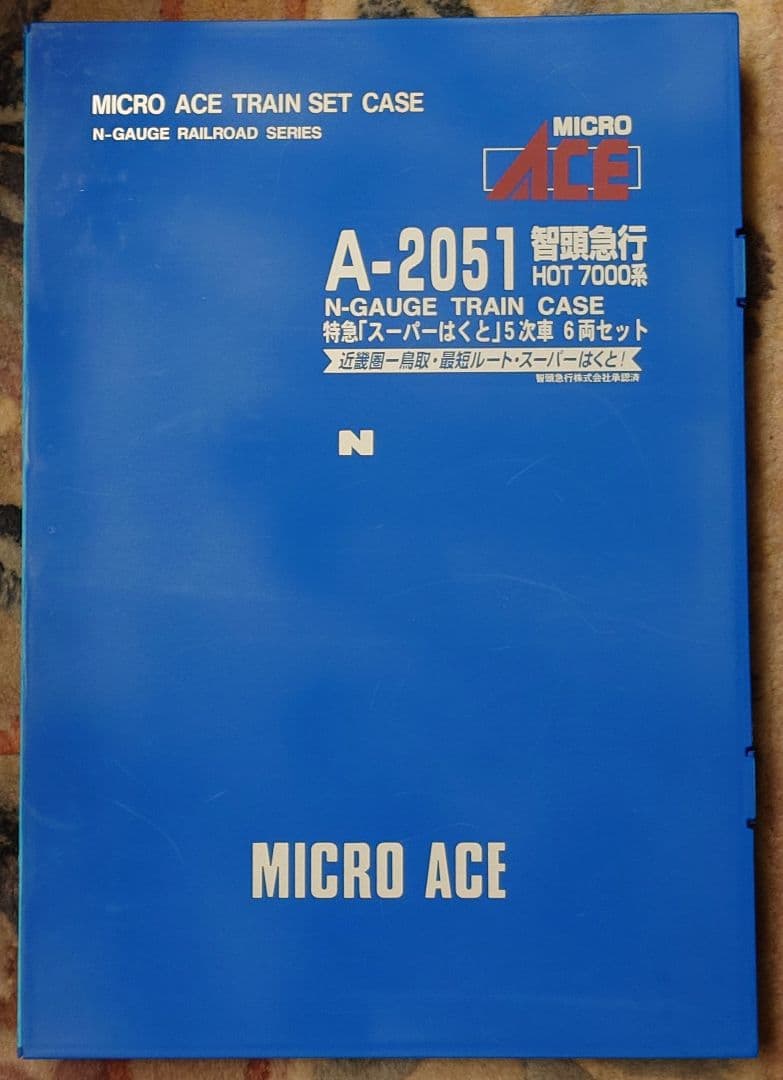 MICRO ACE TRAIN SET CASE
N-GAUGE RAILROAD SERIES
MICRO
ACE
A-2051 智頭急行
HOT 7000系
N-GAUGE TRAIN CASE
特急「スーパーはくと」5次車 6両セット
近畿圏ー鳥取・最短ルート・スーパーはくと!
智頭急行株式会社承認済
N
MICRO ACE